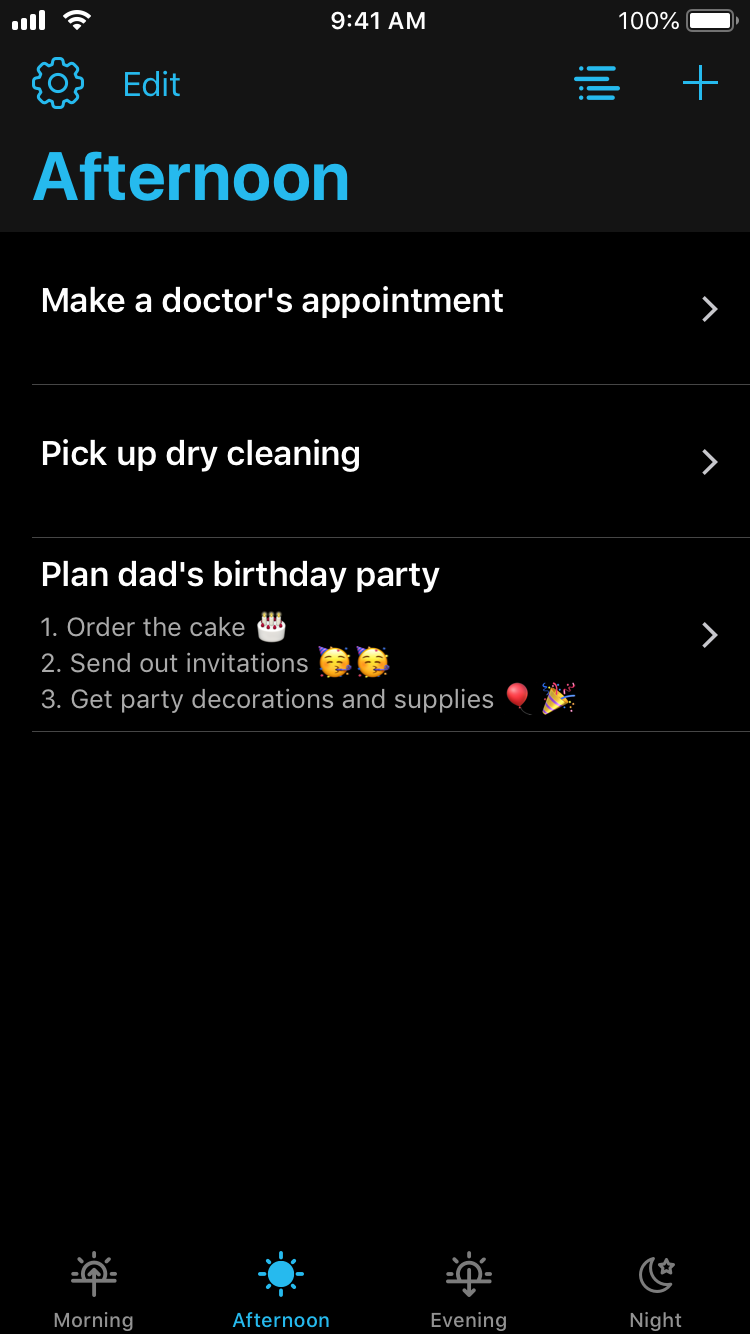 9:41 AM
100%
Edit
Afternoon
Make a doctor's appointment
Pick up dry cleaning
Plan dad's birthday party
1. Order the cake 🎂
2. Send out invitations 🥳🥳
3. Get party decorations and supplies 🎈🎉
Morning
Afternoon
Evening
Night